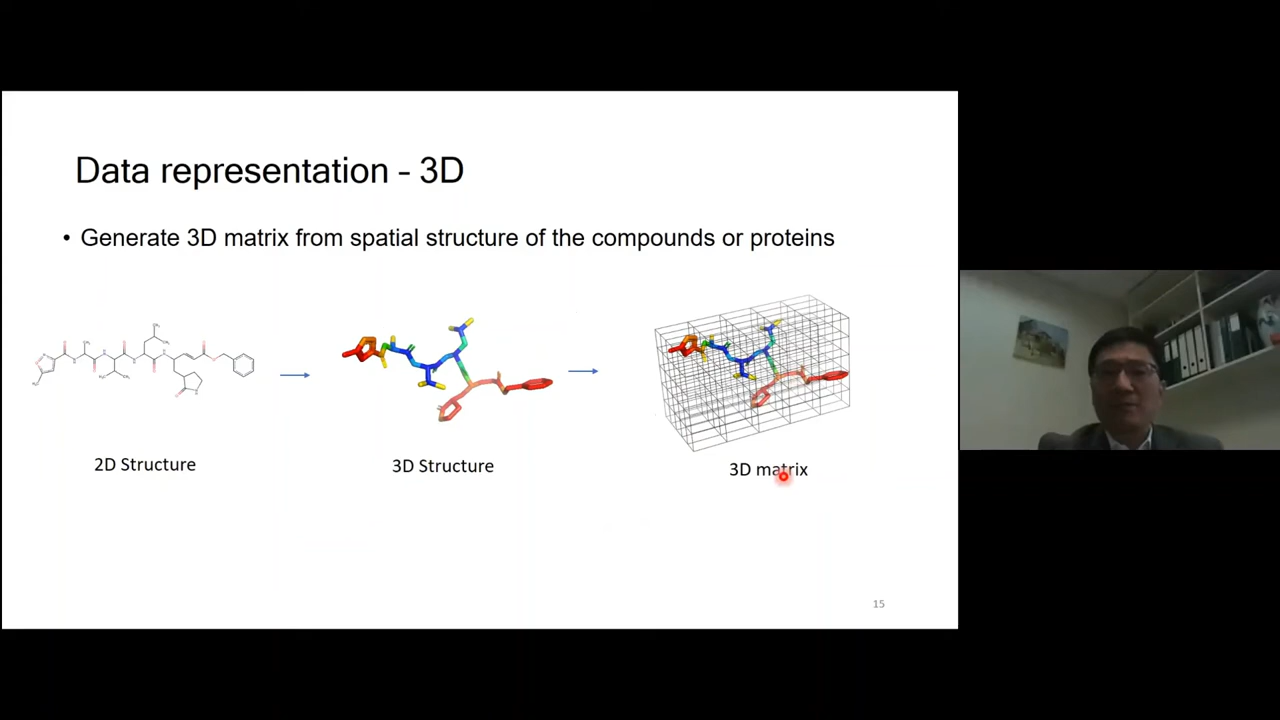 Data representation - 3D
• Generate 3D matrix from spatial structure of the compounds or proteins
2D Structure
3D Structure
3D matrix
15